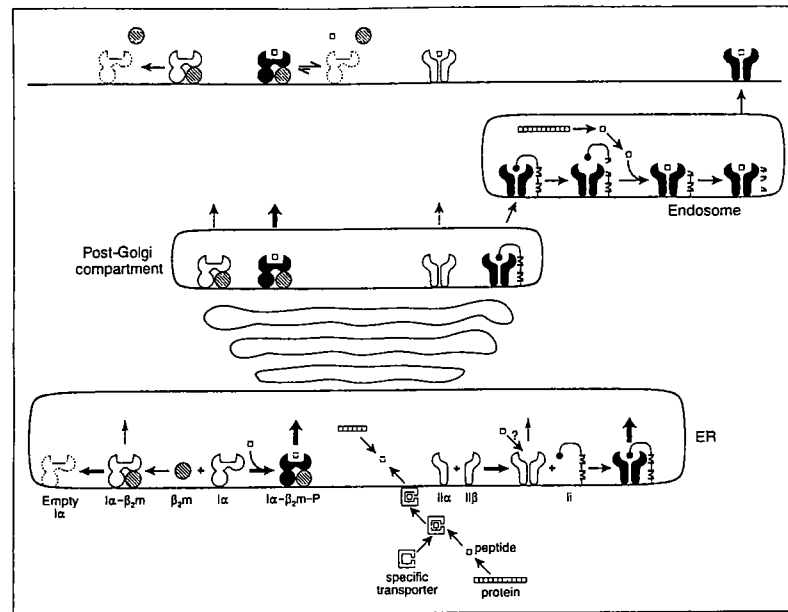 Endosome
Post-Golgi
compartment
ER
?
Empty
Iα
Iα-β₂m
β₂m
+
Iα
Iα-β₂m-P
IIα
+
IIβ
+
Ii
peptide
specific
transporter
protein